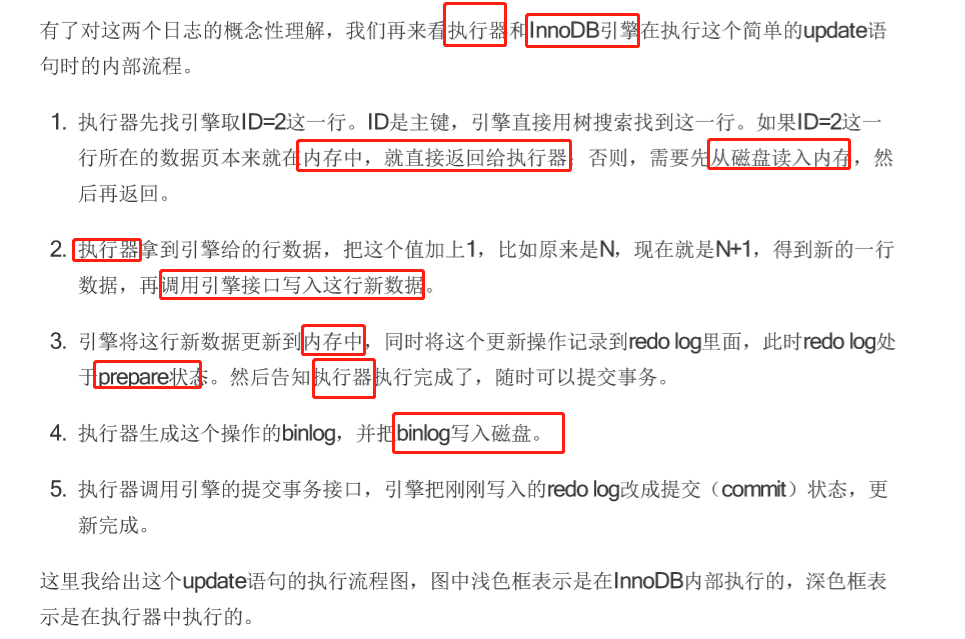 有了对这两个日志的概念性理解，我们再来看执行器和InnoDB引擎在执行这个简单的update语
句时的内部流程。
1. 执行器先找引擎取ID=2这一行。ID是主键，引擎直接用树搜索找到这一行。如果ID=2这一
行所在的数据页本来就在内存中，就直接返回给执行器；否则，需要先从磁盘读入内存，然
后再返回。
2. 执行器拿到引擎给的行数据，把这个值加上1，比如原来是N，现在就是N+1，得到新的一行
数据，再调用引擎接口写入这行新数据。
3. 引擎将这行新数据更新到内存中，同时将这个更新操作记录到redo log里面，此时redo log处
于prepare状态。然后告知执行器执行完成了，随时可以提交事务。
4. 执行器生成这个操作的binlog，并把binlog写入磁盘。
5. 执行器调用引擎的提交事务接口，引擎把刚刚写入的redo log改成提交（commit）状态，更
新完成。
这里我给出这个update语句的执行流程图，图中浅色框表示是在InnoDB内部执行的，深色框表
示是在执行器中执行的。